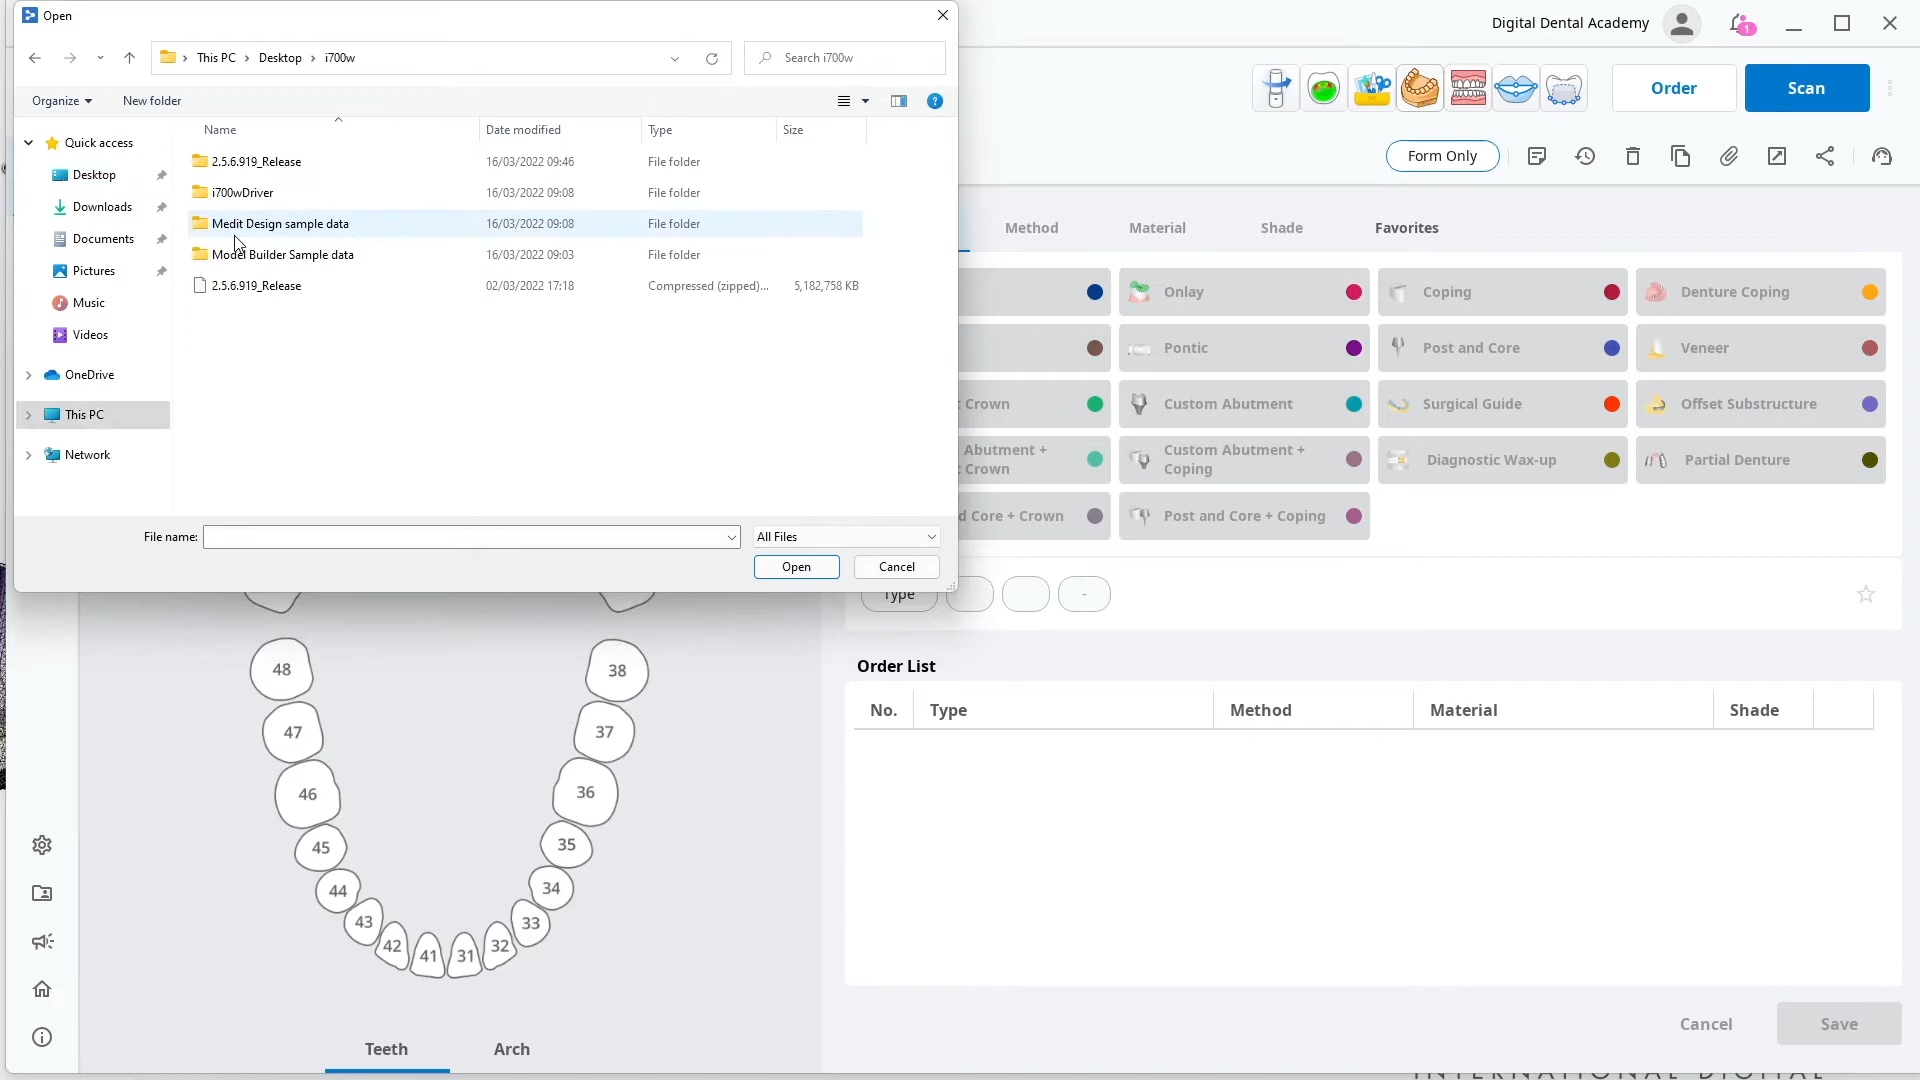 Open
This PC
Desktop
i700w
Search i700w
Organize
New folder
Name
Date modified
Type
Size
2.5.6.919_Release
16/03/2022 09:46
File folder
i700wDriver
16/03/2022 09:08
File folder
Medit Design sample data
16/03/2022 09:08
File folder
Model Builder Sample data
16/03/2022 09:03
File folder
2.5.6.919_Release
02/03/2022 17:18
Compressed (zipped)...
5,182,758 KB
Quick access
Desktop
Downloads
Documents
Pictures
Music
Videos
OneDrive
This PC
Network
File name:
All Files
Open
Cancel
Digital Dental Academy
1
Order
Scan
Form Only
Method
Material
Shade
Favorites
Onlay
Coping
Denture Coping
Pontic
Post and Core
Veneer
Crown
Custom Abutment
Surgical Guide
Offset Substructure
Abutment +
Crown
Custom Abutment +
Coping
Diagnostic Wax-up
Partial Denture
Core + Crown
Post and Core + Coping
Type
-
Order List
No.
Type
Method
Material
Shade
48
38
47
37
46
36
45
35
44
34
43
33
42
32
41
31
Teeth
Arch
Cancel
Save
INTERNATIONAL DIGITAL